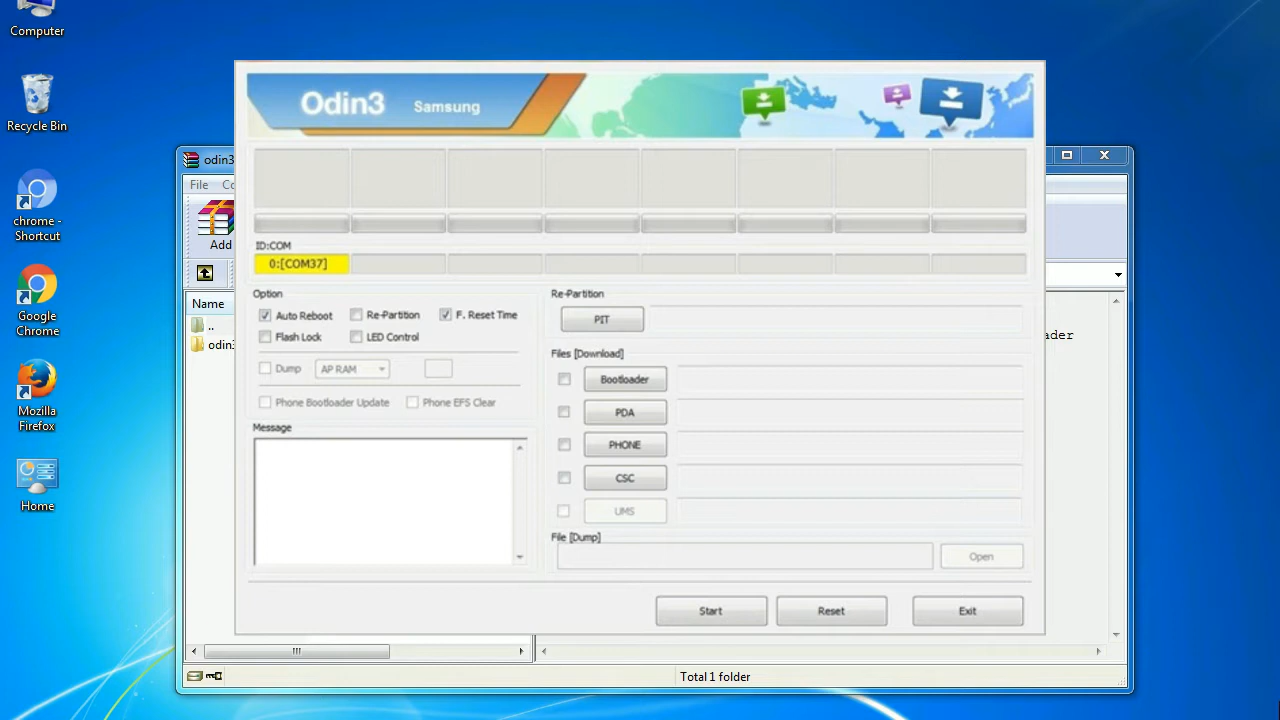 Computer
Recycle Bin
chrome -
Shortcut
Google
Chrome
Mozilla
Firefox
Home
odin3
File
Add
Name
..
odin3
Total 1 folder
Odin3 Samsung
ID:COM
0:[COM37]
Option
Auto Reboot Re-Partition F. Reset Time
Flash Lock LED Control
Dump AP RAM
Phone Bootloader Update Phone EFS Clear
Message
Re-Partition
PIT
Files [Download]
Bootloader
PDA
PHONE
CSC
UMS
File [Dump]
Open
Start Reset Exit
ader